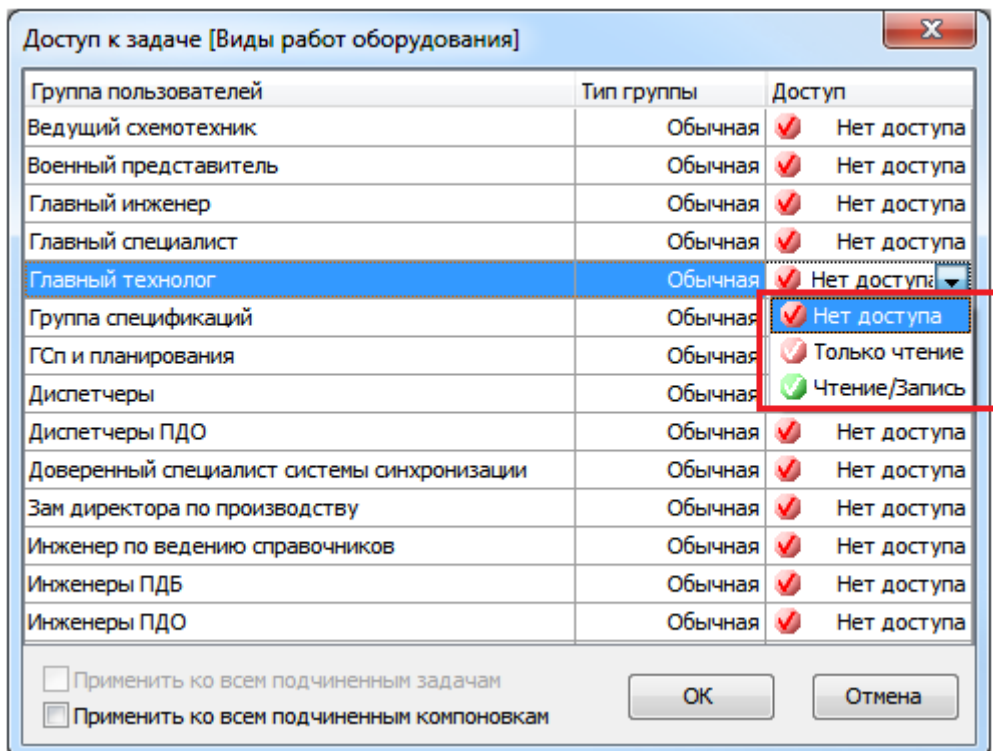 Доступ к задаче [Виды работ оборудования]
Группа пользователей Тип группы Доступ
Ведущий схемотехник Обычная Нет доступа
Военный представитель Обычная Нет доступа
Главный инженер Обычная Нет доступа
Главный специалист Обычная Нет доступа
Главный технолог Обычная Нет доступа
Группа спецификаций Обычная Нет доступа
ГСп и планирования Обычная Только чтение
Диспетчеры Обычная Чтение/Запись
Диспетчеры ПДО Обычная Нет доступа
Доверенный специалист системы синхронизации Обычная Нет доступа
Зам директора по производству Обычная Нет доступа
Инженер по ведению справочников Обычная Нет доступа
Инженеры ПДБ Обычная Нет доступа
Инженеры ПДО Обычная Нет доступа
Применить ко всем подчиненным задачам
Применить ко всем подчиненным компоновкам
ОК Отмена